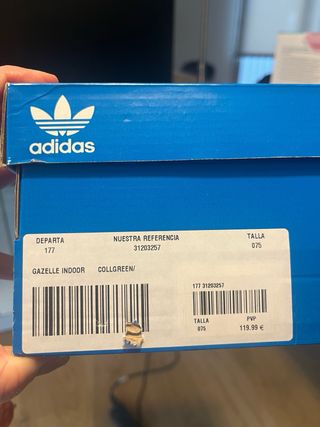 adidas
DEPARTA NUESTRA REFERENCIA TALLA
177 31203257 075
GAZELLE INDOOR COLLGREEN/
177 31203257
TALLA PVP
075 119.99 €